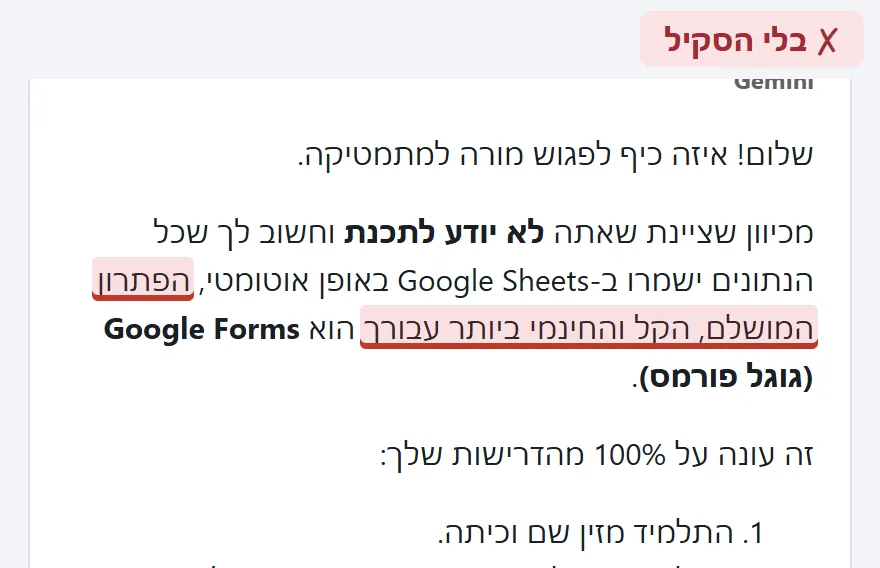 ✗ בלי הסקיל
Gemini
שלום! איזה כיף לפגוש מורה למתמטיקה.
מכיוון שציינת שאתה לא יודע לתכנת וחשוב לך שכל
הנתונים ישמרו ב-Google Sheets באופן אוטומטי, הפתרון
המושלם, הקל והחינמי ביותר עבורך הוא Google Forms
(גוגל פורמס).
זה עונה על 100% מהדרישות שלך:
1. התלמיד מזין שם וכיתה.